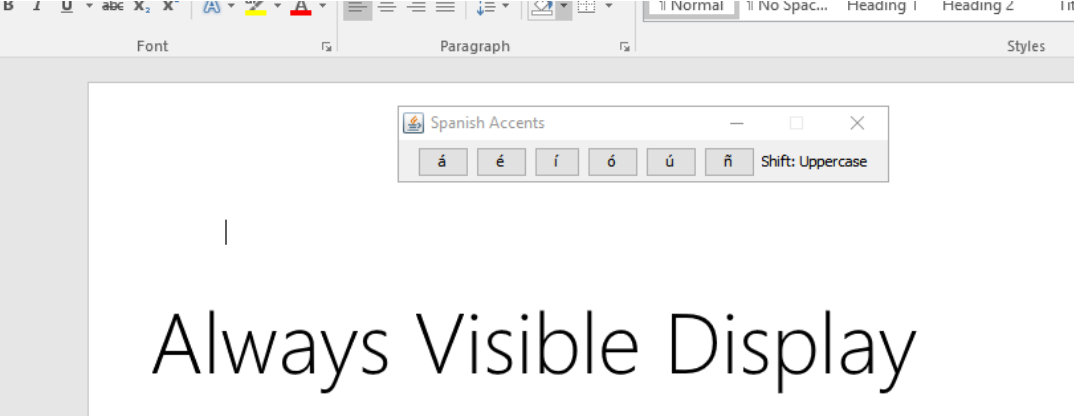 B I U abc X₂ X² A A
¶ Normal ¶ No Spac... Heading 1 Heading 2
Font Paragraph Styles
Spanish Accents
á é í ó ú ñ Shift: Uppercase
Always Visible Display